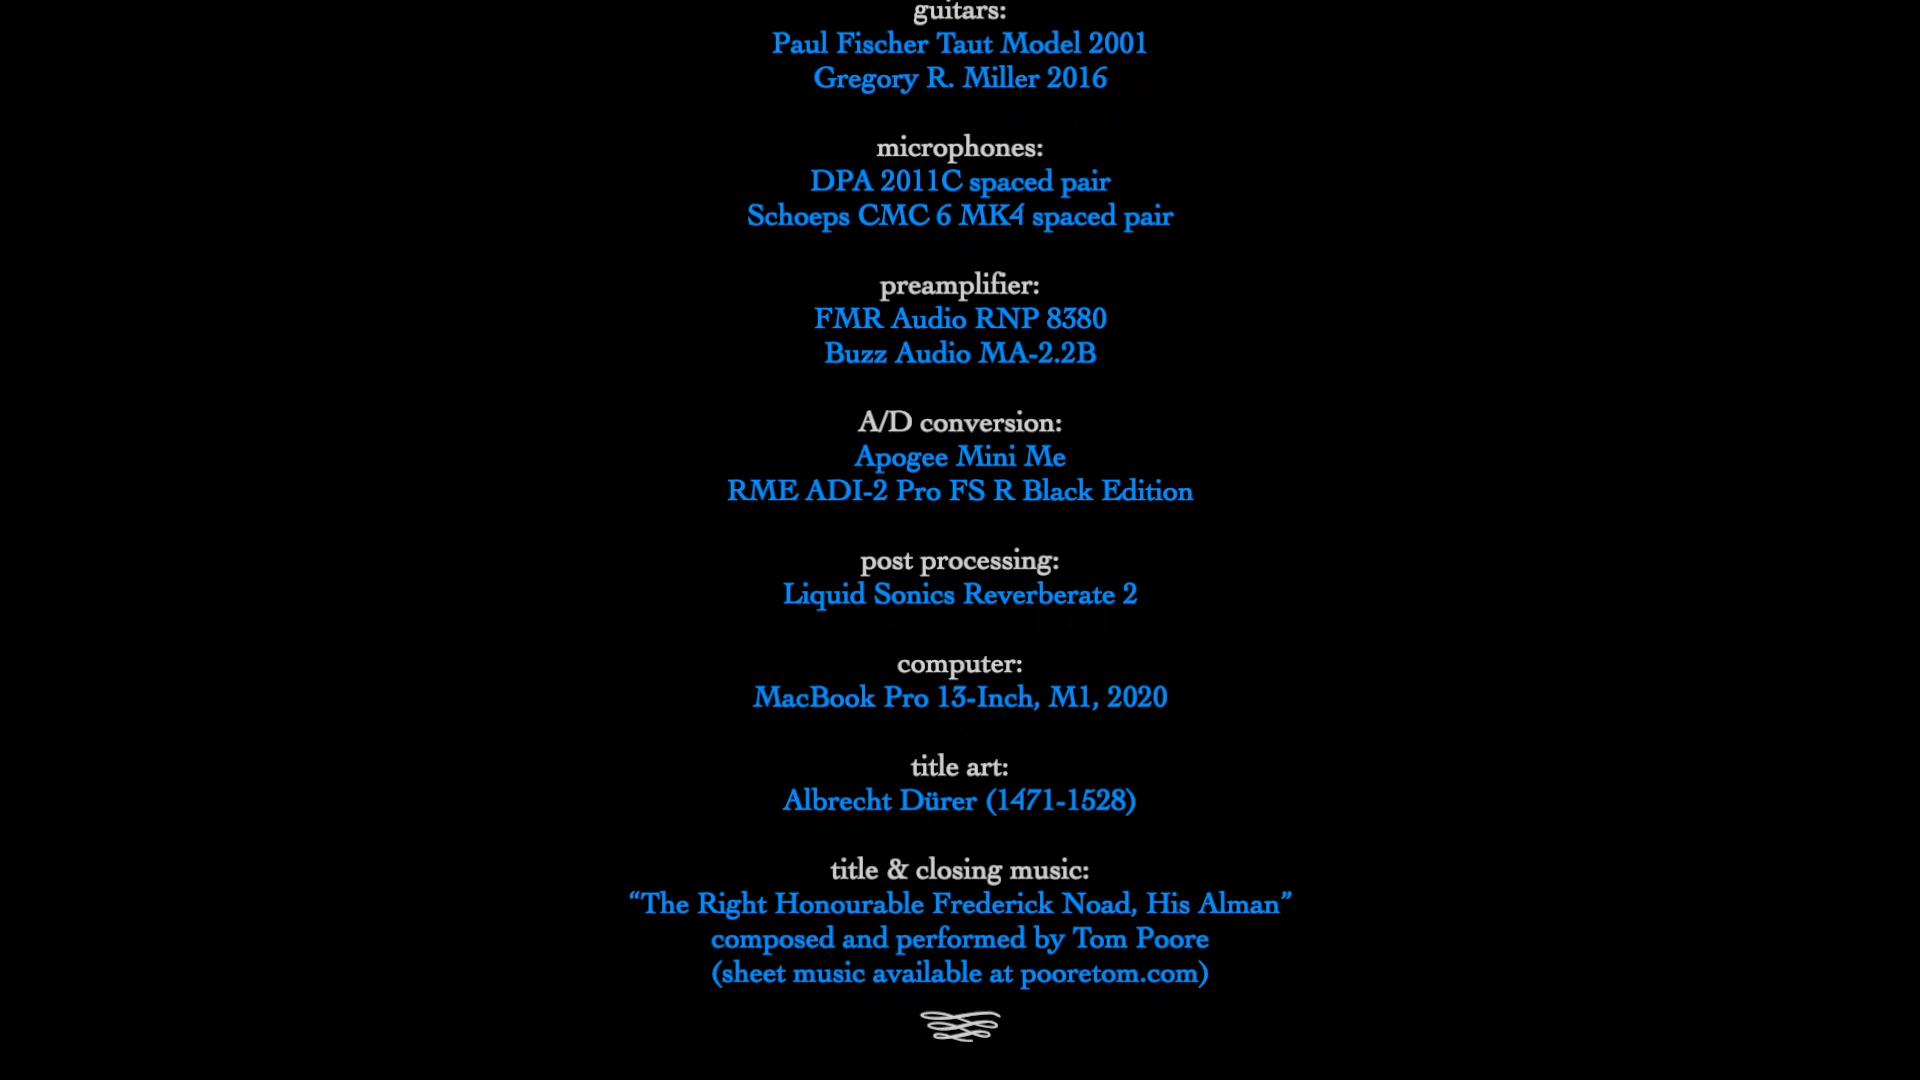 guitars:
Paul Fischer Taut Model 2001
Gregory R. Miller 2016
microphones:
DPA 2011C spaced pair
Schoeps CMC 6 MK4 spaced pair
preamplifier:
FMR Audio RNP 8380
Buzz Audio MA-2.2B
A/D conversion:
Apogee Mini Me
RME ADI-2 Pro FS R Black Edition
post processing:
Liquid Sonics Reverberate 2
computer:
MacBook Pro 13-Inch, M1, 2020
title art:
Albrecht Dürer (1471-1528)
title & closing music:
“The Right Honourable Frederick Noad, His Alman”
composed and performed by Tom Poore
(sheet music available at pooretom.com)